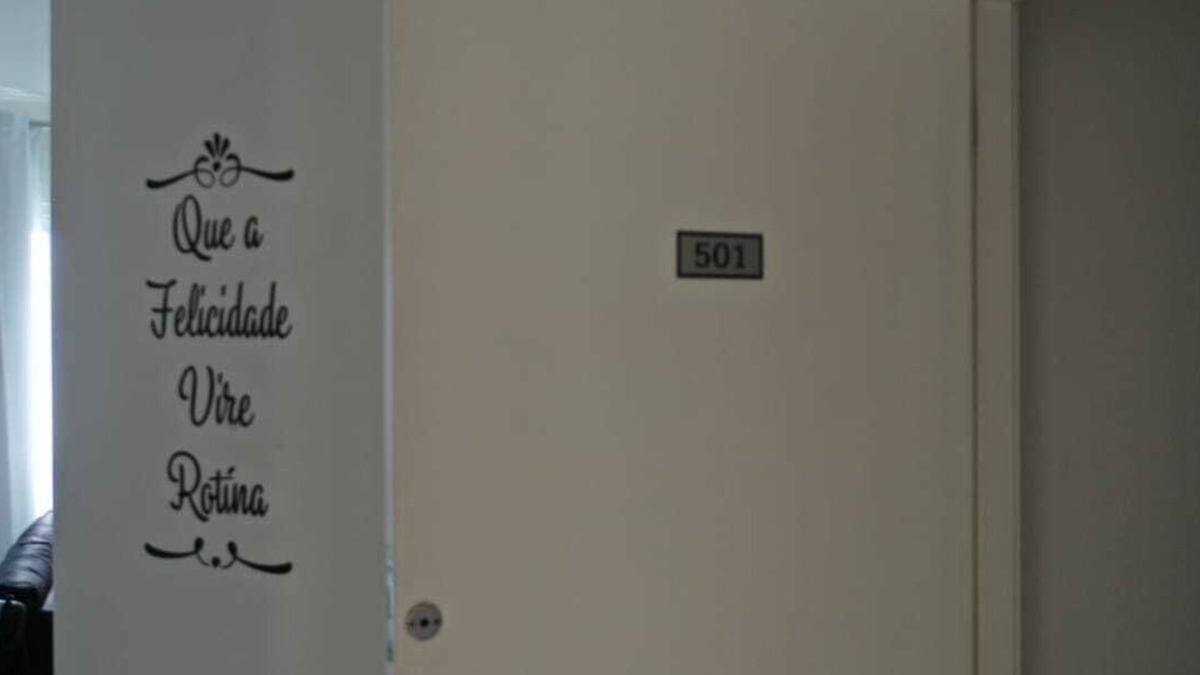 Que a
Felicidade
Vire
Rotina
501